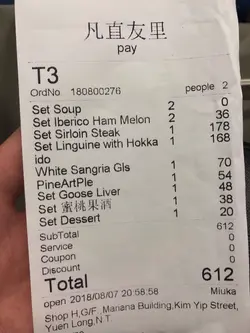 凡直友里
pay
T3
OrdNo 180800276 people 2
Set Soup 2 0
Set Iberico Ham Melon 2 36
Set Sirloin Steak 1 178
Set Linguine with Hokka 1 168
ido
White Sangria Gls 1 70
PineArtPle 1 54
Set Goose Liver 1 48
Set 蜜桃果酒 1 38
Set Dessert 1 20
SubTotal 612
Service 0
Coupon 0
Discount 0
Total 612
open 2018/08/07 20:58:58 Miuka
Shop H,G/F,,Manana Building,Kim Yip Street,
Yuen Long,N.T.